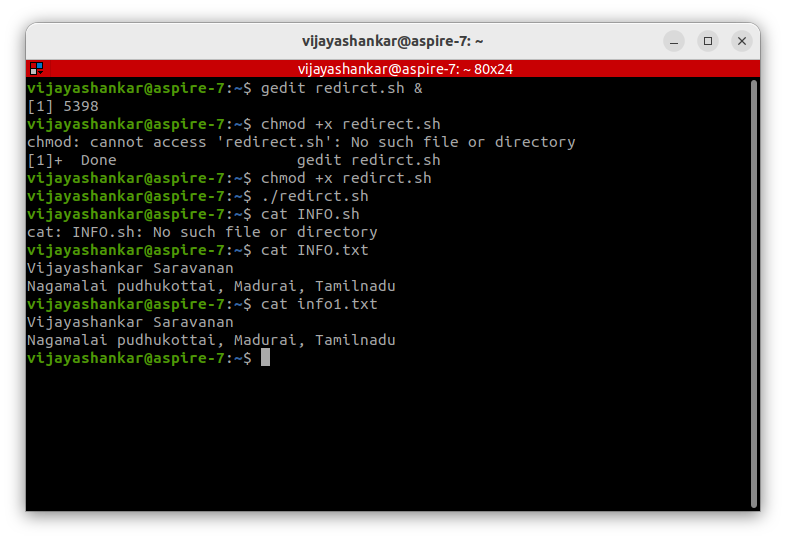 vijayashankar@aspire-7: ~
vijayashankar@aspire-7: ~ 80x24
vijayashankar@aspire-7:~$ gedit redirct.sh &
[1] 5398
vijayashankar@aspire-7:~$ chmod +x redirect.sh
chmod: cannot access 'redirect.sh': No such file or directory
[1]+  Done                    gedit redirct.sh
vijayashankar@aspire-7:~$ chmod +x redirct.sh
vijayashankar@aspire-7:~$ ./redirct.sh
vijayashankar@aspire-7:~$ cat INFO.sh
cat: INFO.sh: No such file or directory
vijayashankar@aspire-7:~$ cat INFO.txt
Vijayashankar Saravanan
Nagamalai pudhukottai, Madurai, Tamilnadu
vijayashankar@aspire-7:~$ cat info1.txt
Vijayashankar Saravanan
Nagamalai pudhukottai, Madurai, Tamilnadu
vijayashankar@aspire-7:~$